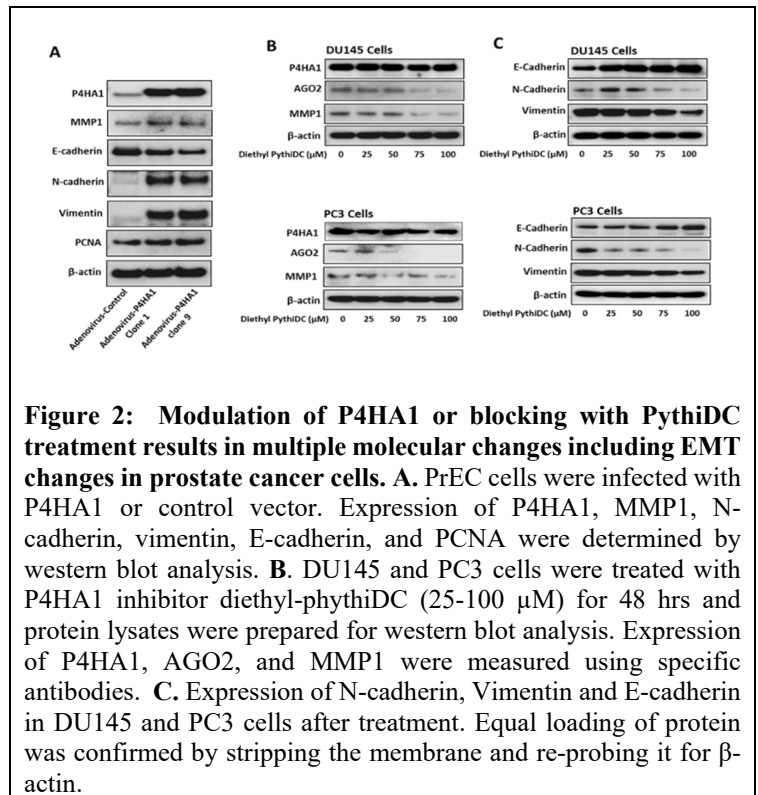 A
P4HA1
MMP1
E-cadherin
N-cadherin
Vimentin
PCNA
β-actin
Adenovirus-Control
Adenovirus-P4HA1
Clone 1
Adenovirus-P4HA1
clone 9
B
DU145 Cells
P4HA1
AGO2
MMP1
β-actin
Diethyl PythiDC (µM) 0 25 50 75 100
PC3 Cells
P4HA1
AGO2
MMP1
β-actin
Diethyl PythiDC (µM) 0 25 50 75 100
C
DU145 Cells
E-Cadherin
N-Cadherin
Vimentin
β-actin
Diethyl PythiDC (µM) 0 25 50 75 100
PC3 Cells
E-Cadherin
N-Cadherin
Vimentin
β-actin
Diethyl PythiDC (µM) 0 25 50 75 100
Figure 2: Modulation of P4HA1 or blocking with PythiDC
treatment results in multiple molecular changes including EMT
changes in prostate cancer cells. A. PrEC cells were infected with
P4HA1 or control vector. Expression of P4HA1, MMP1, N-
cadherin, vimentin, E-cadherin, and PCNA were determined by
western blot analysis. B. DU145 and PC3 cells were treated with
P4HA1 inhibitor diethyl-phythiDC (25-100 µM) for 48 hrs and
protein lysates were prepared for western blot analysis. Expression
of P4HA1, AGO2, and MMP1 were measured using specific
antibodies. C. Expression of N-cadherin, Vimentin and E-cadherin
in DU145 and PC3 cells after treatment. Equal loading of protein
was confirmed by stripping the membrane and re-probing it for β-
actin.